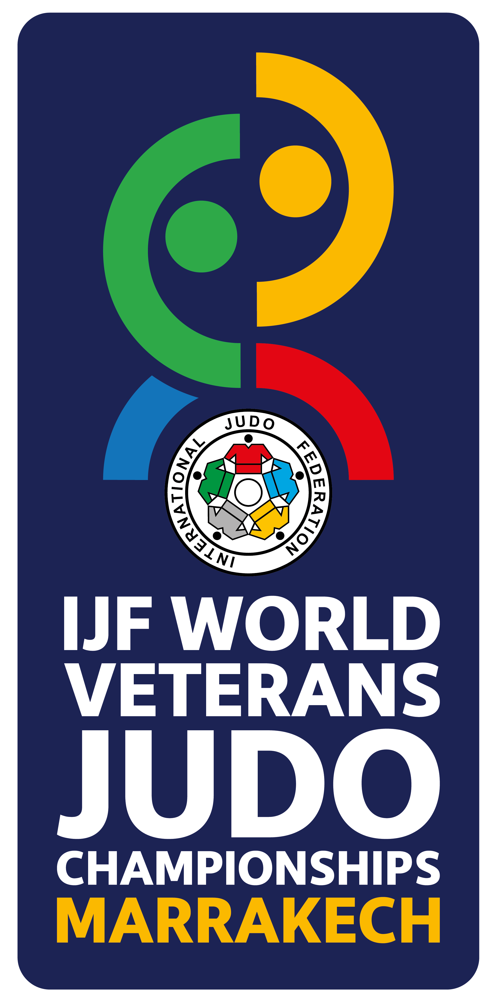 INTERNATIONAL JUDO FEDERATION
IJF WORLD
VETERANS
JUDO
CHAMPIONSHIPS
MARRAKECH